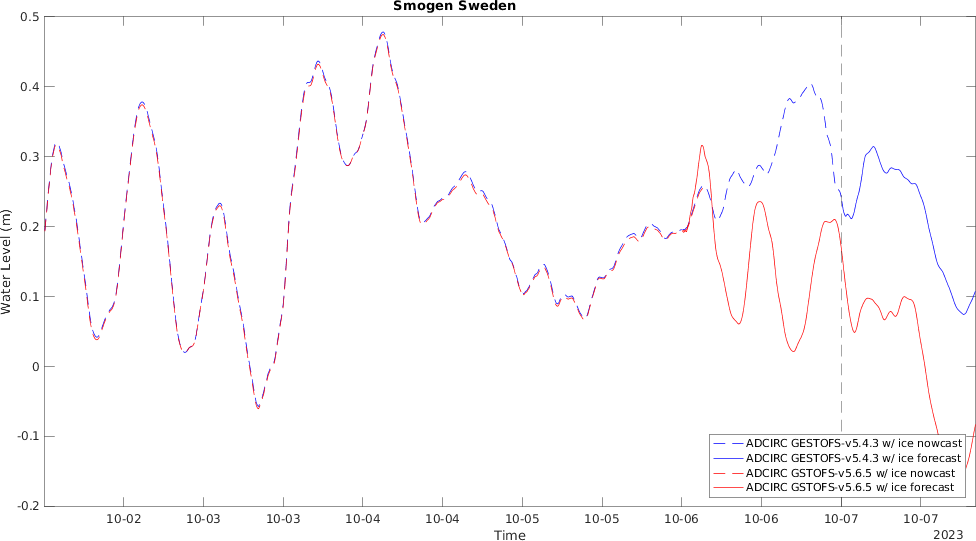 Smogen Sweden
0.5
0.4
0.3
0.2
0.1
0
-0.1
-0.2
Water Level (m)
ADCIRC GESTOFS-v5.4.3 w/ ice nowcast
ADCIRC GESTOFS-v5.4.3 w/ ice forecast
ADCIRC GSTOFS-v5.6.5 w/ ice nowcast
ADCIRC GSTOFS-v5.6.5 w/ ice forecast
10-02 10-03 10-03 10-04 10-04 10-05 10-05 10-06 10-06 10-07 10-07
Time
2023